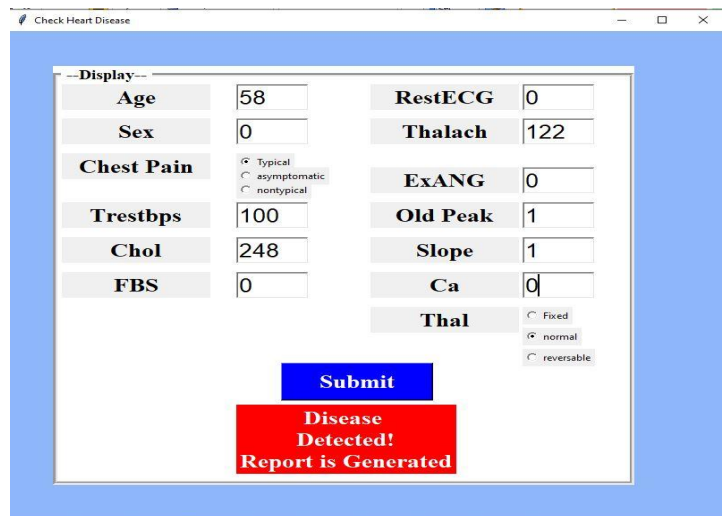 Check Heart Disease
--Display--
Age 58 RestECG 0
Sex 0 Thalach 122
Chest Pain Typical
asymptomatic
nontypical
ExANG 0
Trestbps 100 Old Peak 1
Chol 248 Slope 1
FBS 0 Ca 0
Thal Fixed
normal
reversable
Submit
Disease
Detected!
Report is Generated